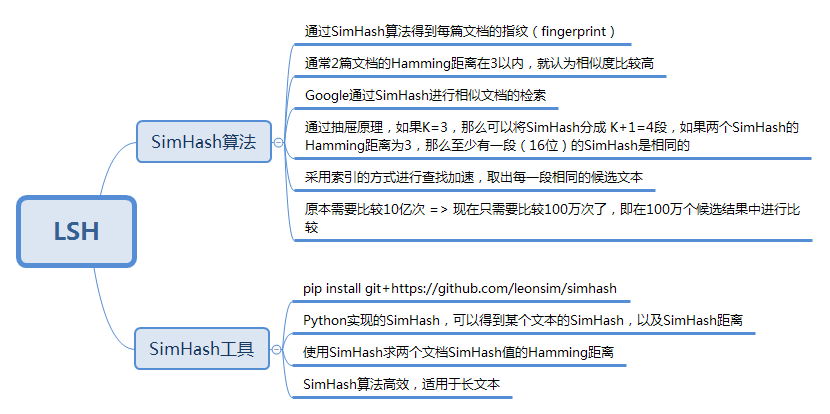 LSH
SimHash算法
通过SimHash算法得到每篇文档的指纹（fingerprint）
通常2篇文档的Hamming距离在3以内，就认为相似度比较高
Google通过SimHash进行相似文档的检索
通过抽屉原理，如果K=3，那么可以将SimHash分成 K+1=4段，如果两个SimHash的
Hamming距离为3，那么至少有一段（16位）的SimHash是相同的
采用索引的方式进行查找加速，取出每一段相同的候选文本
原本需要比较10亿次 => 现在只需要比较100万次了，即在100万个候选结果中进行比
较
SimHash工具
pip install git+https://github.com/leonsim/simhash
Python实现的SimHash，可以得到某个文本的SimHash，以及SimHash距离
使用SimHash求两个文档SimHash值的Hamming距离
SimHash算法高效，适用于长文本